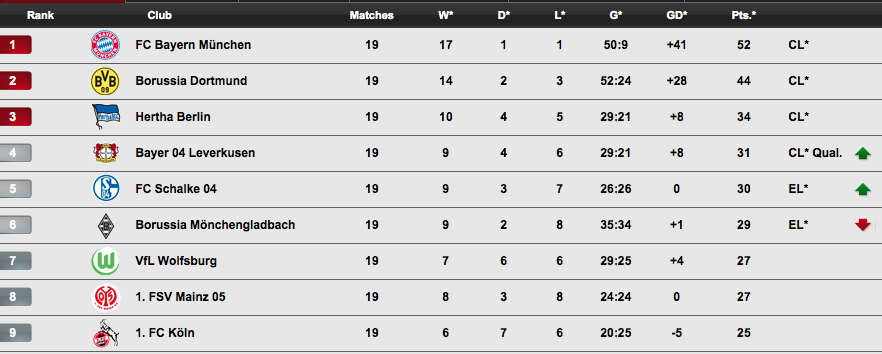 Rank Club Matches W* D* L* G* GD* Pts.*
1 FC Bayern München 19 17 1 1 50:9 +41 52 CL*
2 BVB 09 Borussia Dortmund 19 14 2 3 52:24 +28 44 CL*
3 Hertha Berlin 19 10 4 5 29:21 +8 34 CL*
4 Bayer 04 Leverkusen 19 9 4 6 29:21 +8 31 CL* Qual.
5 FC Schalke 04 19 9 3 7 26:26 0 30 EL*
6 Borussia Mönchengladbach 19 9 2 8 35:34 +1 29 EL*
7 VfL Wolfsburg 19 7 6 6 29:25 +4 27
8 1. FSV Mainz 05 19 8 3 8 24:24 0 27
9 1. FC Köln 19 6 7 6 20:25 -5 25